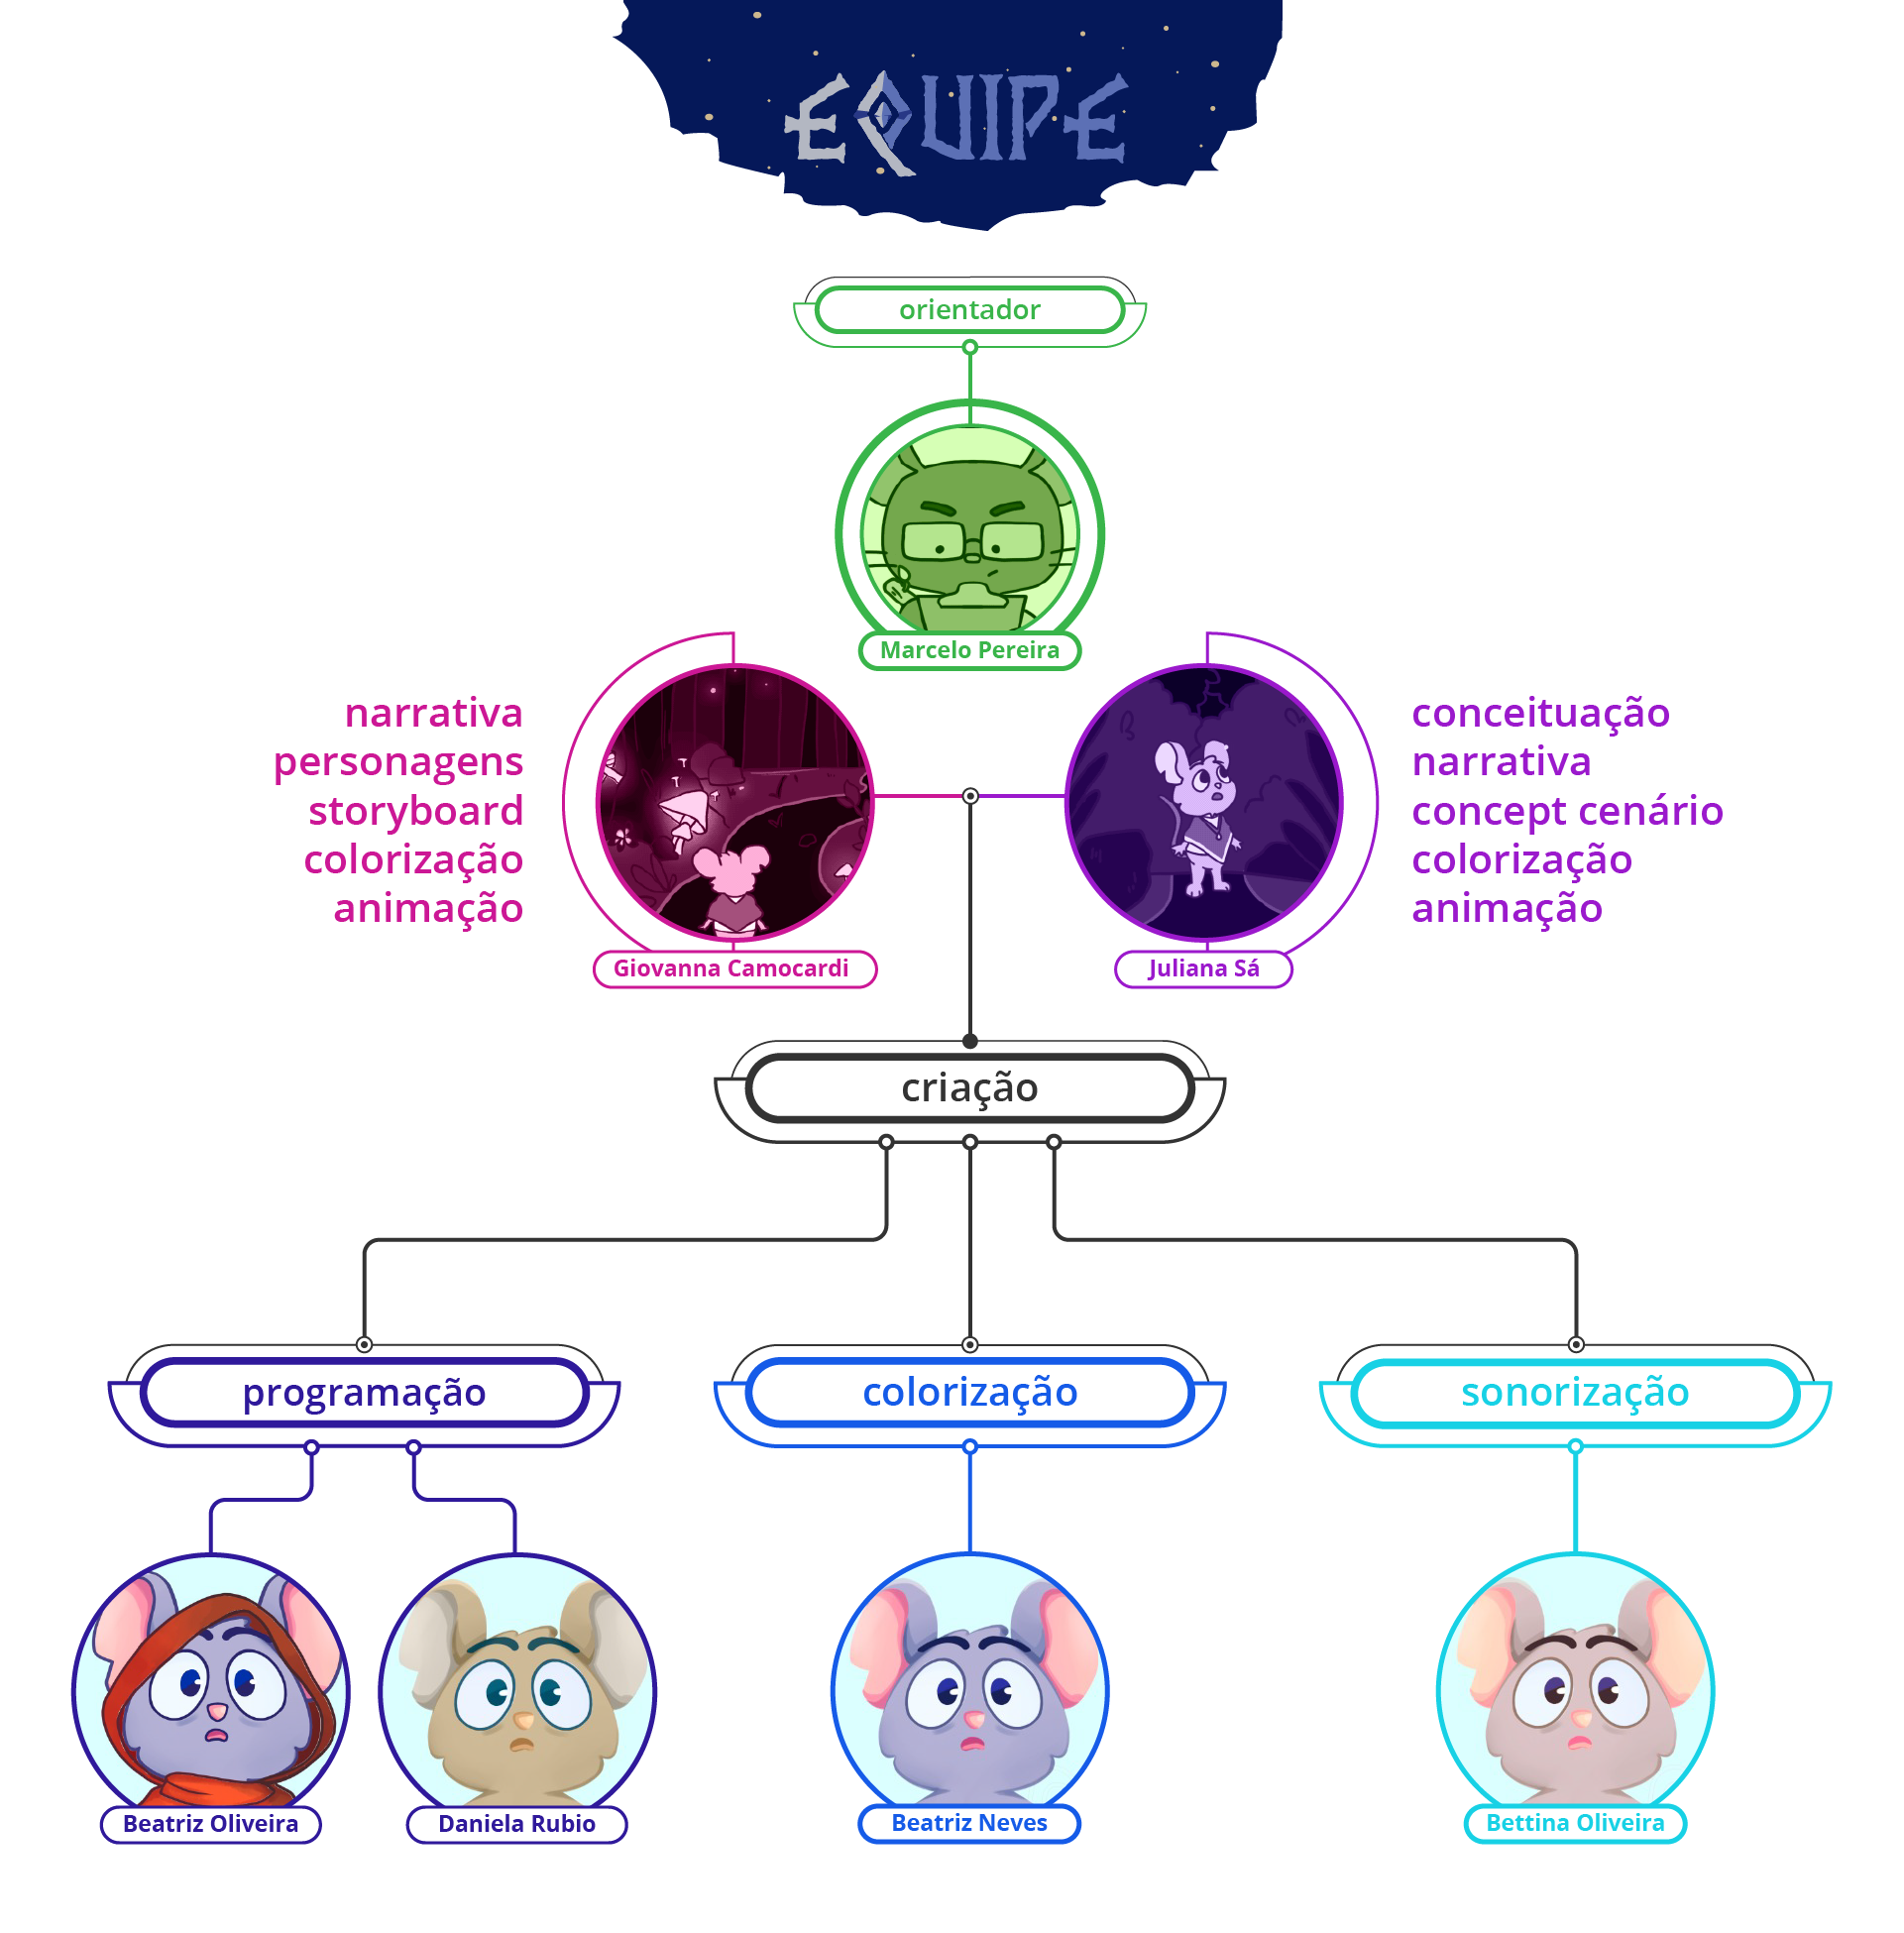 EQUIPE
orientador
Marcelo Pereira
narrativa
personagens
storyboard
colorização
animação
Giovanna Camocardi
conceituação
narrativa
concept cenário
colorização
animação
Juliana Sá
criação
programação
colorização
sonorização
Beatriz Oliveira
Daniela Rubio
Beatriz Neves
Bettina Oliveira